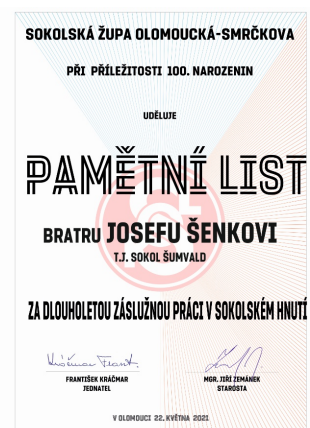 SOKOLSKÁ ŽUPA OLOMOUCKÁ-SMRČKOVA
PŘI PŘÍLEŽITOSTI 100. NAROZENIN
UDĚLUJE
PAMĚTNÍ LIST
BRATRU JOSEFU ŠENKOVI
T.J. SOKOL ŠUMVALD
ZA DLOUHOLETOU ZÁSLUŽNOU PRÁCI V SOKOLSKÉM HNUTÍ
FRANTIŠEK KRÁČMAR
JEDNATEL
MGR. JIŘÍ ZEMÁNEK
STAROSTA
V OLOMOUCI 22. KVĚTNA 2021